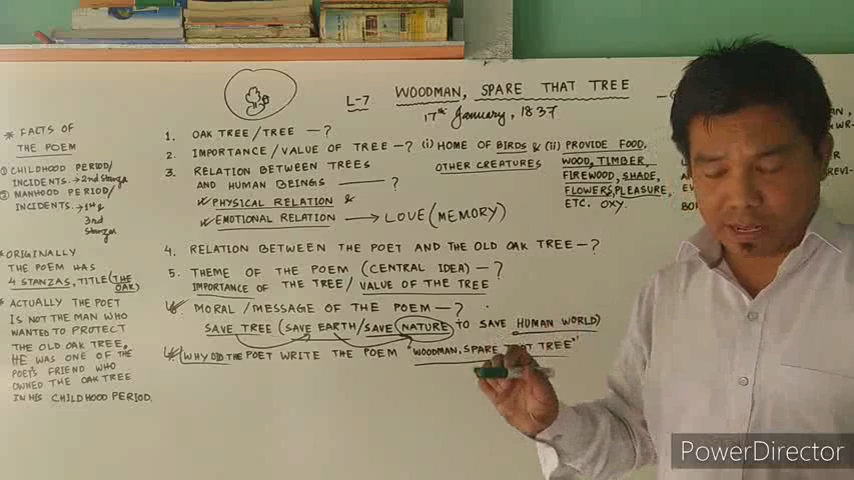 L-7 WOODMAN, SPARE THAT TREE
17th January, 1837
* FACTS OF
THE POEM
① CHILDHOOD PERIOD/
INCIDENTS. → 2nd Stanza
② MANHOOD PERIOD/
INCIDENTS. → 1st &
3rd
Stanza
* ORIGINALLY
THE POEM HAS
4 STANZAS, TITLE (THE
OAK)
* ACTUALLY THE POET
IS NOT THE MAN WHO
WANTED TO PROTECT
THE OLD OAK TREE,
HE WAS ONE OF THE
POET'S FRIEND WHO
OWNED THE OAK TREE
IN HIS CHILDHOOD PERIOD.
1. OAK TREE/TREE — ?
2. IMPORTANCE/VALUE OF TREE — ? (i) HOME OF BIRDS & OTHER CREATURES (ii) PROVIDE FOOD,
WOOD, TIMBER,
FIREWOOD, SHADE,
FLOWERS, PLEASURE,
ETC. OXY.
3. RELATION BETWEEN TREES
AND HUMAN BEINGS — ?
PHYSICAL RELATION &
EMOTIONAL RELATION → LOVE (MEMORY)
4. RELATION BETWEEN THE POET AND THE OLD OAK TREE — ?
5. THEME OF THE POEM (CENTRAL IDEA) — ?
IMPORTANCE OF THE TREE/ VALUE OF THE TREE
MORAL/MESSAGE OF THE POEM — ?
SAVE TREE (SAVE EARTH/SAVE NATURE TO SAVE HUMAN WORLD)
(WHY DID THE POET WRITE THE POEM "WOODMAN, SPARE THAT TREE"
PowerDirector